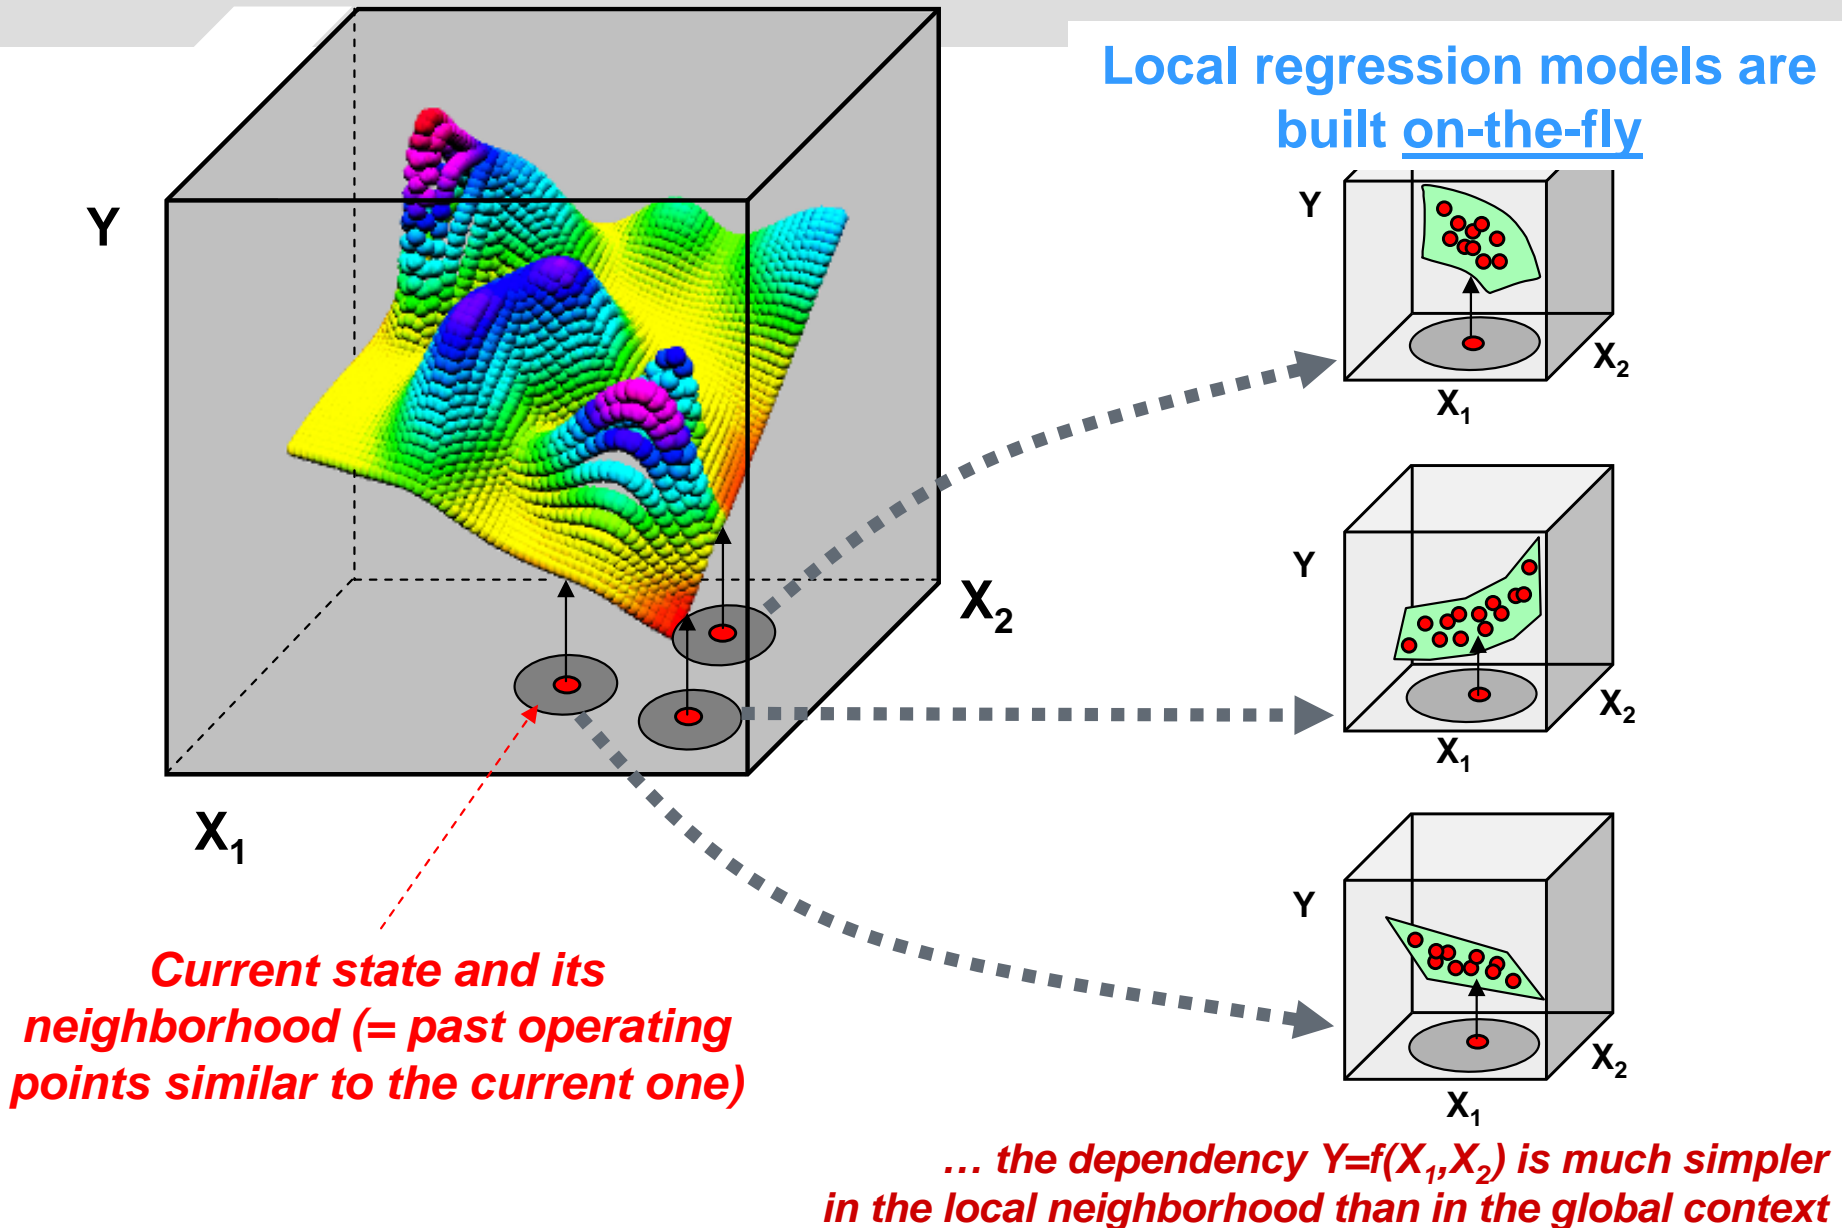 Local regression models are
built on-the-fly
Y
X₂
X₁
Y
X₂
X₁
Y
X₂
X₁
Y
X₂
X₁
Current state and its
neighborhood (= past operating
points similar to the current one)
... the dependency Y=f(X₁,X₂) is much simpler
in the local neighborhood than in the global context